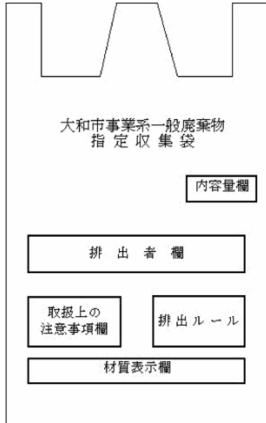 大和市事業系一般廃棄物
指定収集袋
内容量欄
排出者欄
取扱上の
注意事項欄
排出ルール
材質表示欄